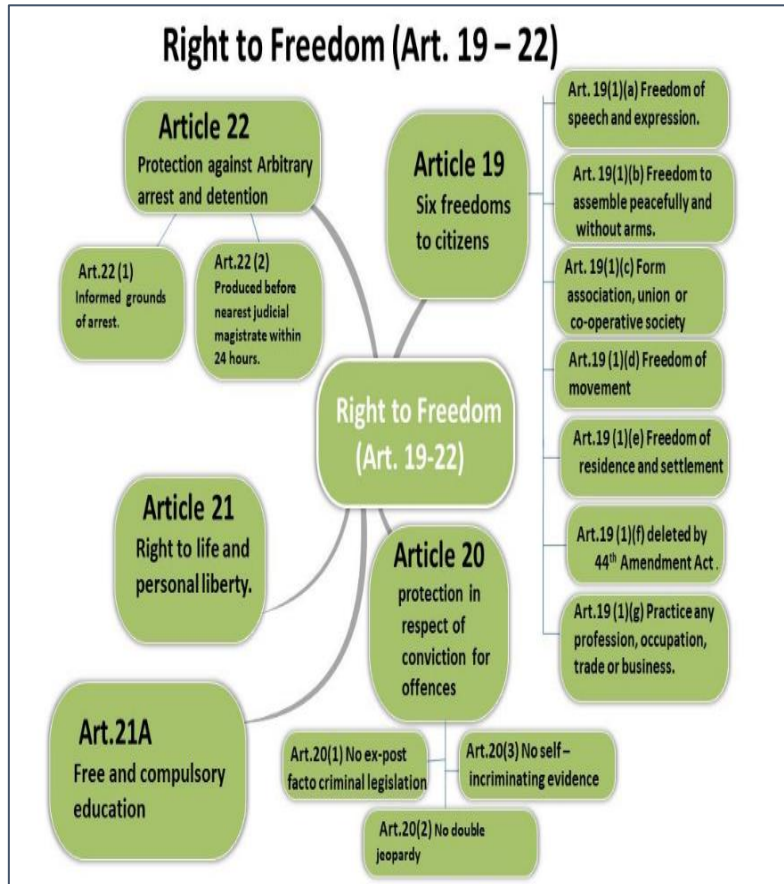 Right to Freedom (Art. 19 – 22)
Article 22
Protection against Arbitrary
arrest and detention
Art.22 (1)
Informed grounds
of arrest.
Art.22 (2)
Produced before
nearest judicial
magistrate within
24 hours.
Article 19
Six freedoms
to citizens
Art. 19(1)(a) Freedom of
speech and expression.
Art. 19(1)(b) Freedom to
assemble peacefully and
without arms.
Art. 19(1)(c) Form
association, union or
co-operative society
Art.19 (1)(d) Freedom of
movement
Art.19 (1)(e) Freedom of
residence and settlement
Art.19 (1)(f) deleted by
44th Amendment Act .
Art.19 (1)(g) Practice any
profession, occupation,
trade or business.
Right to Freedom
(Art. 19-22)
Article 21
Right to life and
personal liberty.
Article 20
protection in
respect of
conviction for
offences
Art.21A
Free and compulsory
education
Art.20(1) No ex-post
facto criminal legislation
Art.20(3) No self –
incriminating evidence
Art.20(2) No double
jeopardy